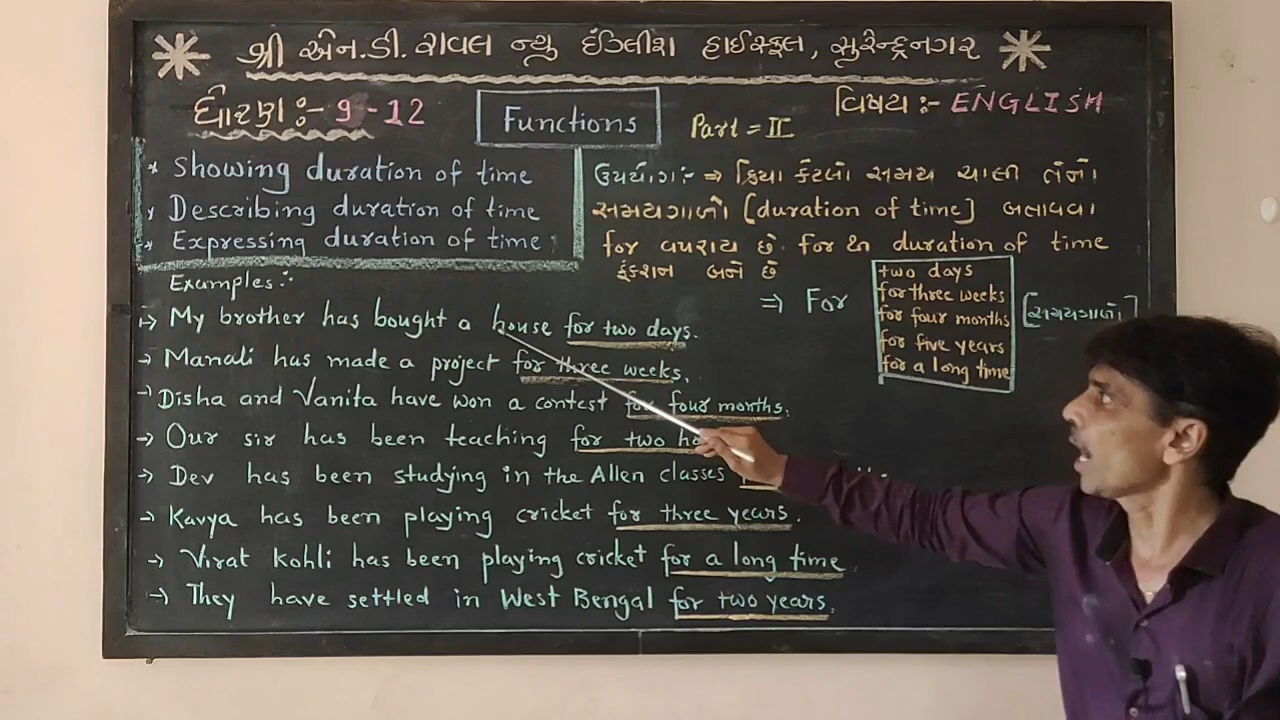 શ્રી એન.ડી. રાવલ ન્યુ ઇંગ્લીશ હાઈસ્કૂલ, સુરેન્દ્રનગર
ધોરણ :- 9 - 12
Functions
Part = II
વિષય :- ENGLISH
* Showing duration of time
* Describing duration of time
* Expressing duration of time
ઉપયોગ :- ⇒ ક્રિયા કેટલો સમય ચાલી તેનો
સમયગાળો [duration of time] બતાવવા
for વપરાય છે. for થી duration of time
ફંકશન બને છે
⇒ For
two days
for three weeks
for four months
for five years
for a long time
[સમયગાળો]
Examples :-
→ My brother has bought a house for two days.
→ Manali has made a project for three weeks.
→ Disha and Vanita have won a contest for four months.
→ Our sir has been teaching for two
→ Dev has been studying in the Allen classes
→ Kavya has been playing cricket for three years.
→ Virat Kohli has been playing cricket for a long time.
→ They have settled in West Bengal for two years.